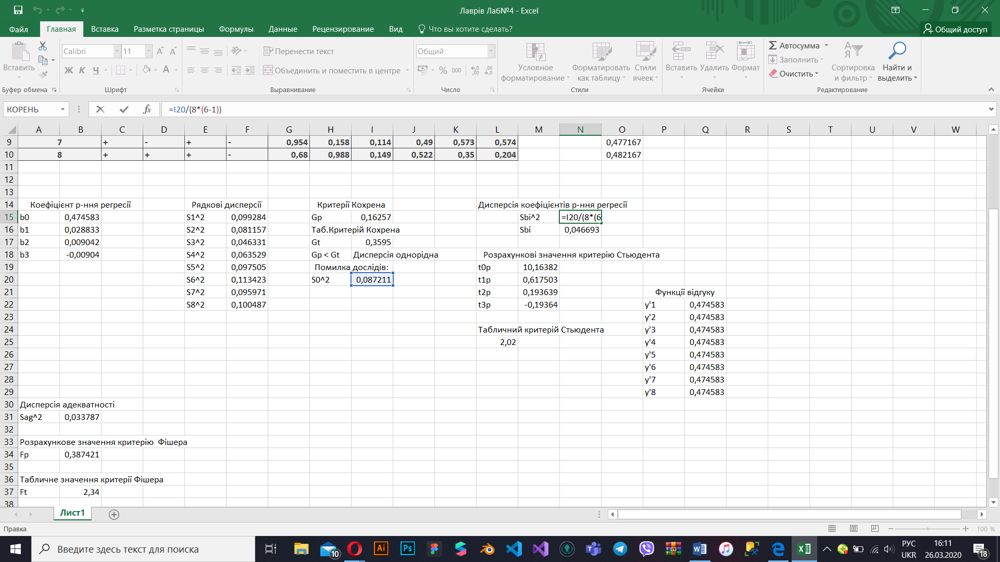 Лаврів Лаб№4 - Excel
Файл Главная Вставка Разметка страницы Формулы Данные Рецензирование Вид Что вы хотите сделать? Общий доступ
Вставить
Calibri 11
Ж К Ч
А
Перенести текст
Объединить и поместить в центре
Общий
% 000
Условное форматирование
Форматировать как таблицу
Стили ячеек
Вставить Удалить Формат
Автосумма
Заполнить
Очистить
Сортировка и фильтр
Найти и выделить
Буфер обмена Шрифт Выравнивание Число Стили Ячейки Редактирование
КОРЕНЬ fx =I20/(8*(6-1))
A B C D E F G H I J K L M N O P Q R S T U V W
9 7 + - + - 0,954 0,158 0,114 0,49 0,573 0,574 0,477167
10 8 + + + - 0,68 0,988 0,149 0,522 0,35 0,204 0,482167
11
12
13
14 Коефіцієнт р-ння регресії Рядкові дисперсії Критерії Кохрена Дисперсія коефіцієнтів р-ння регресії
15 b0 0,474583 S1^2 0,099284 Gp 0,16257 Sbi^2 =I20/(8*(6
16 b1 0,028833 S2^2 0,081157 Таб.Критерій Кохрена Sbi 0,046693
17 b2 0,009042 S3^2 0,046331 Gt 0,3595
18 b3 -0,00904 S4^2 0,063529 Gp < Gt Дисперсія однорідна Розрахункові значення критерію Стьюдента
19 S5^2 0,097505 Помилка дослідів: t0p 10,16382
20 S6^2 0,113423 S0^2 0,087211 t1p 0,617503
21 S7^2 0,095971 t2p 0,193639 Функції відгуку
22 S8^2 0,100487 t3p -0,19364 y'1 0,474583
23 y'2 0,474583
24 Табличний критерій Стьюдента y'3 0,474583
25 2,02 y'4 0,474583
26 y'5 0,474583
27 y'6 0,474583
28 y'7 0,474583
29 y'8 0,474583
30 Дисперсія адекватності
31 Sag^2 0,033787
32
33 Розрахункове значення критерію Фішера
34 Fp 0,387421
35
36 Табличне значення критерії Фішера
37 Ft 2,34
38
Лист1
Правка 100 %
Введите здесь текст для поиска
10
Ai
Ps
РУС
UKR
16:11
26.03.2020
18